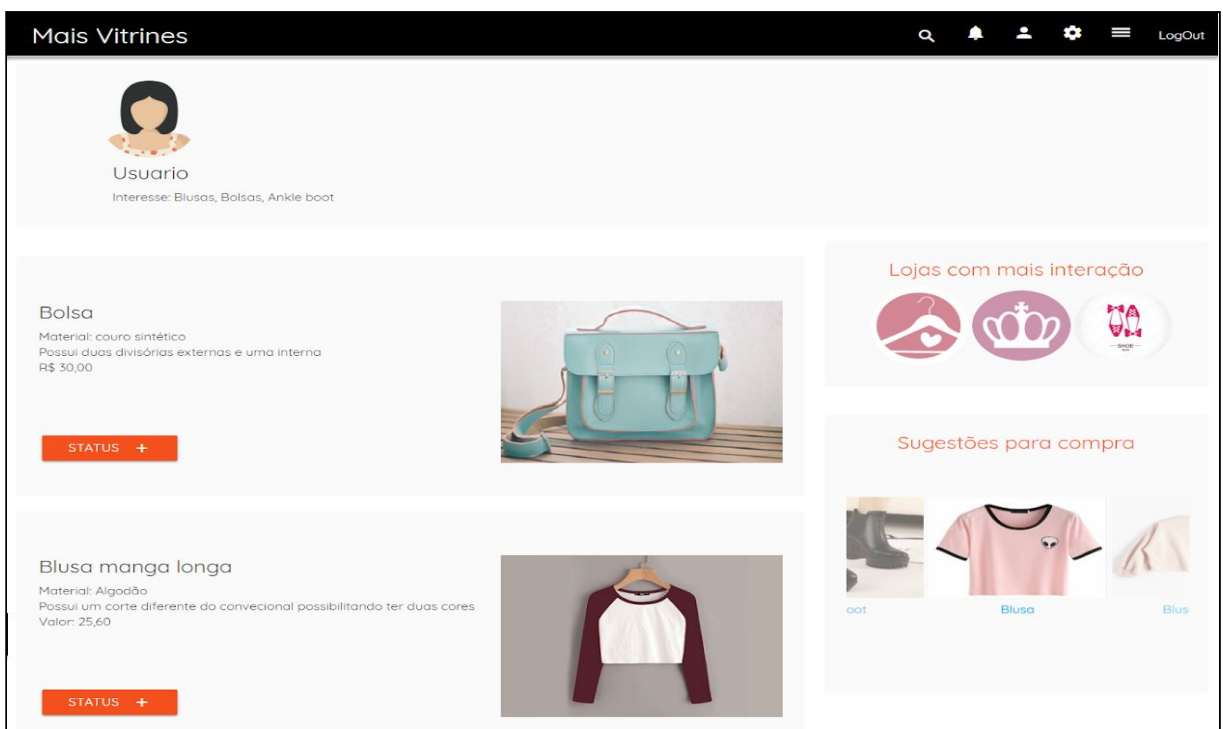 Mais Vitrines
LogOut
Usuario
Interesse: Blusas, Bolsas, Ankle boot
Bolsa
Material: couro sintético
Possui duas divisórias externas e uma interna
R$ 30,00
STATUS +
Blusa manga longa
Material: Algodão
Possui um corte diferente do convecional possibilitando ter duas cores
Valor: 25,60
STATUS +
Lojas com mais interação
SHOE
Sugestões para compra
oot
Blusa
Blus